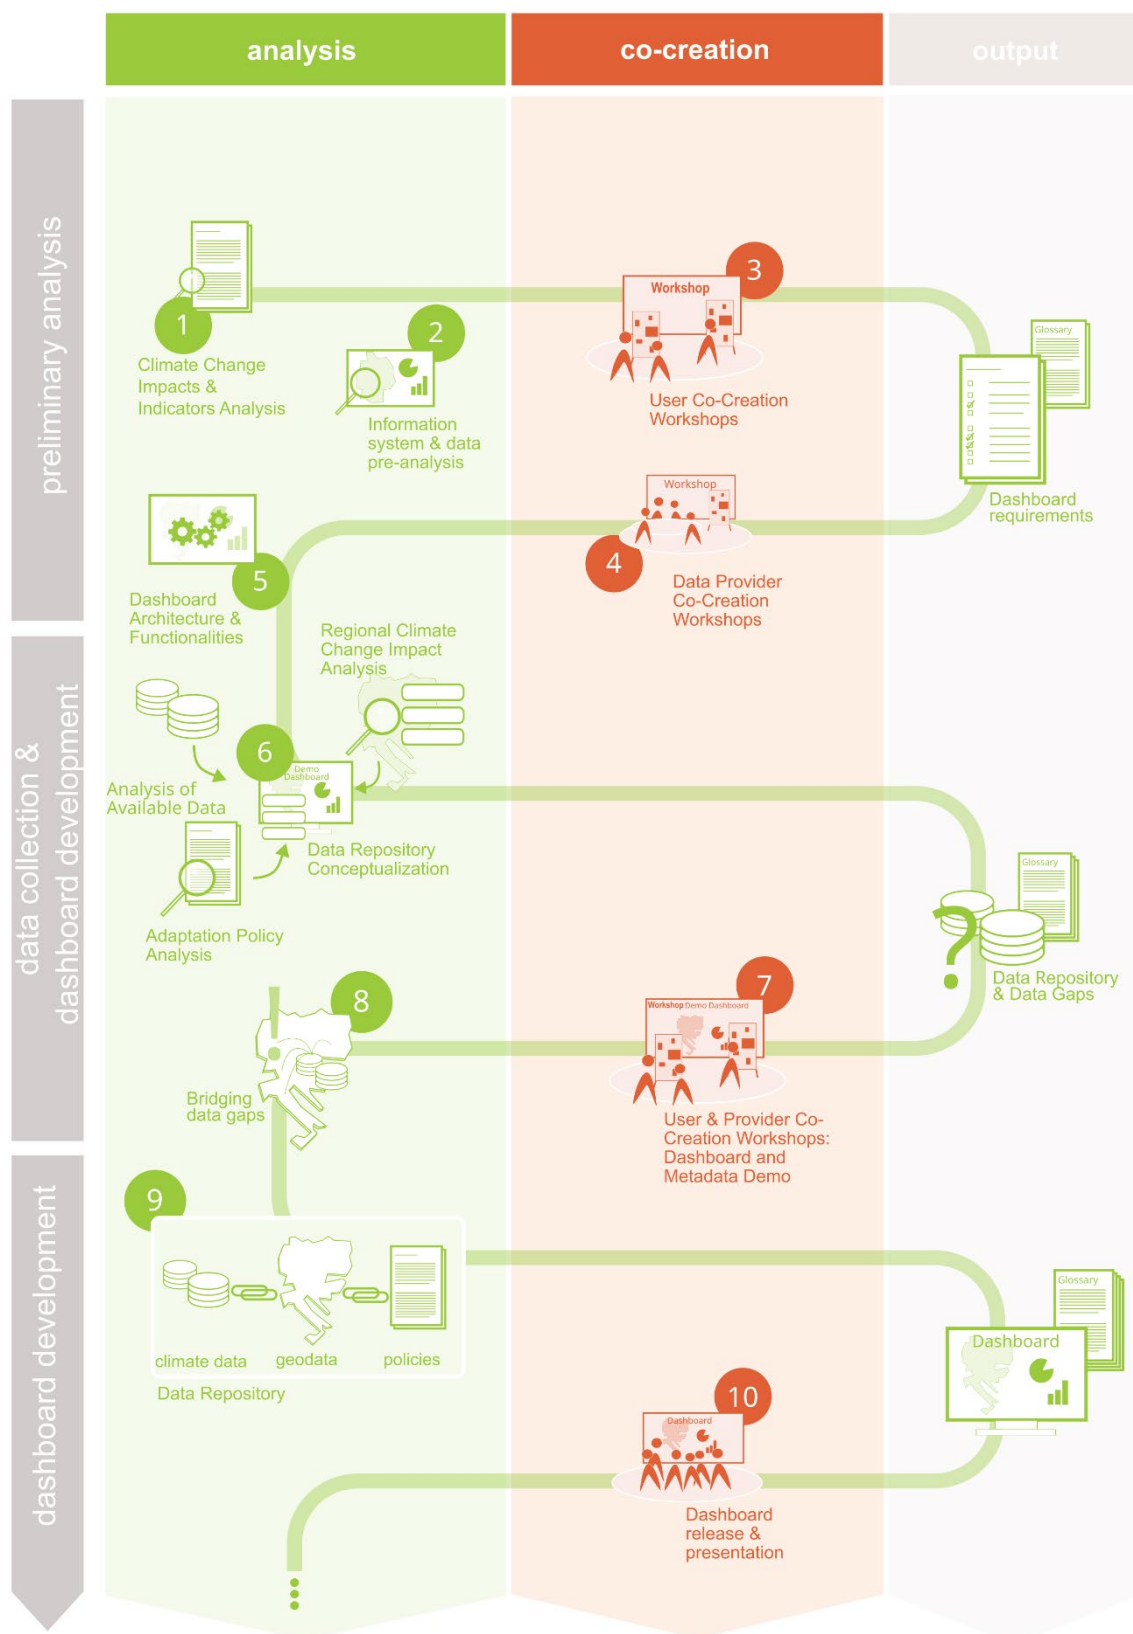 analysis
co-creation
output
preliminary analysis
1
Climate Change
Impacts &
Indicators Analysis
2
Information
system & data
pre-analysis
3
Workshop
User Co-Creation
Workshops
Glossary
Dashboard
requirements
Workshop
4
Data Provider
Co-Creation
Workshops
5
Dashboard
Architecture &
Functionalities
data collection &
dashboard development
Regional Climate
Change Impact
Analysis
6
Demo
Dashboard
Analysis of
Available Data
Data Repository
Conceptualization
Adaptation Policy
Analysis
Glossary
?
Data Repository
& Data Gaps
7
Workshop Demo Dashboard
User & Provider Co-
Creation Workshops:
Dashboard and
Metadata Demo
8
!
Bridging
data gaps
dashboard development
9
climate data
geodata
policies
Data Repository
Glossary
Dashboard
10
Dashboard
Dashboard
release &
presentation